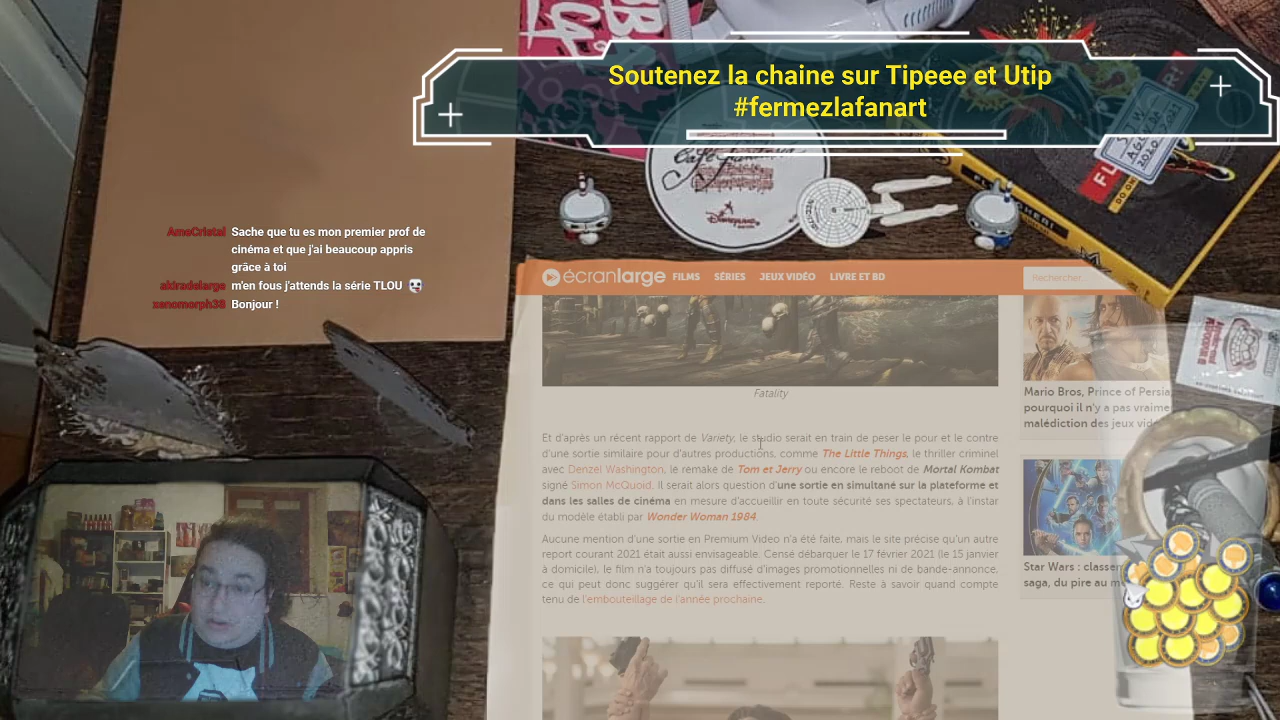 Soutenez la chaine sur Tipeee et Utip
#fermezlafanart
AmoCristal Sache que tu es mon premier prof de
cinéma et que j'ai beaucoup appris
grâce à toi
akiradelarge m'en fous j'attends la série TLOU
xenomorph38 Bonjour !
écranlarge FILMS SÉRIES JEUX VIDÉO LIVRE ET BD
Rechercher
Fatality
Et d'après un récent rapport de Variety, le studio serait en train de peser le pour et le contre
d'une sortie similaire pour d'autres productions, comme The Little Things, le thriller criminel
avec Denzel Washington, le remake de Tom et Jerry ou encore le reboot de Mortal Kombat
signé Simon McQuoid. Il serait alors question d'une sortie en simultané sur la plateforme et
dans les salles de cinéma en mesure d'accueillir en toute sécurité ses spectateurs, à l'instar
du modèle établi par Wonder Woman 1984.
Aucune mention d'une sortie en Premium Video n'a été faite, mais le site précise qu'un autre
report courant 2021 était aussi envisageable. Censé débarquer le 17 février 2021 (le 15 janvier
à domicile), le film n'a toujours pas diffusé d'images promotionnelles ni de bande-annonce,
ce qui peut donc suggérer qu'il sera effectivement reporté. Reste à savoir quand compte
tenu de l'embouteillage de l'année prochaine.
Mario Bros, Prince of Persia,
pourquoi il n'y a pas vraime
malédiction des jeux vid
Star Wars : classe
saga, du pire au m